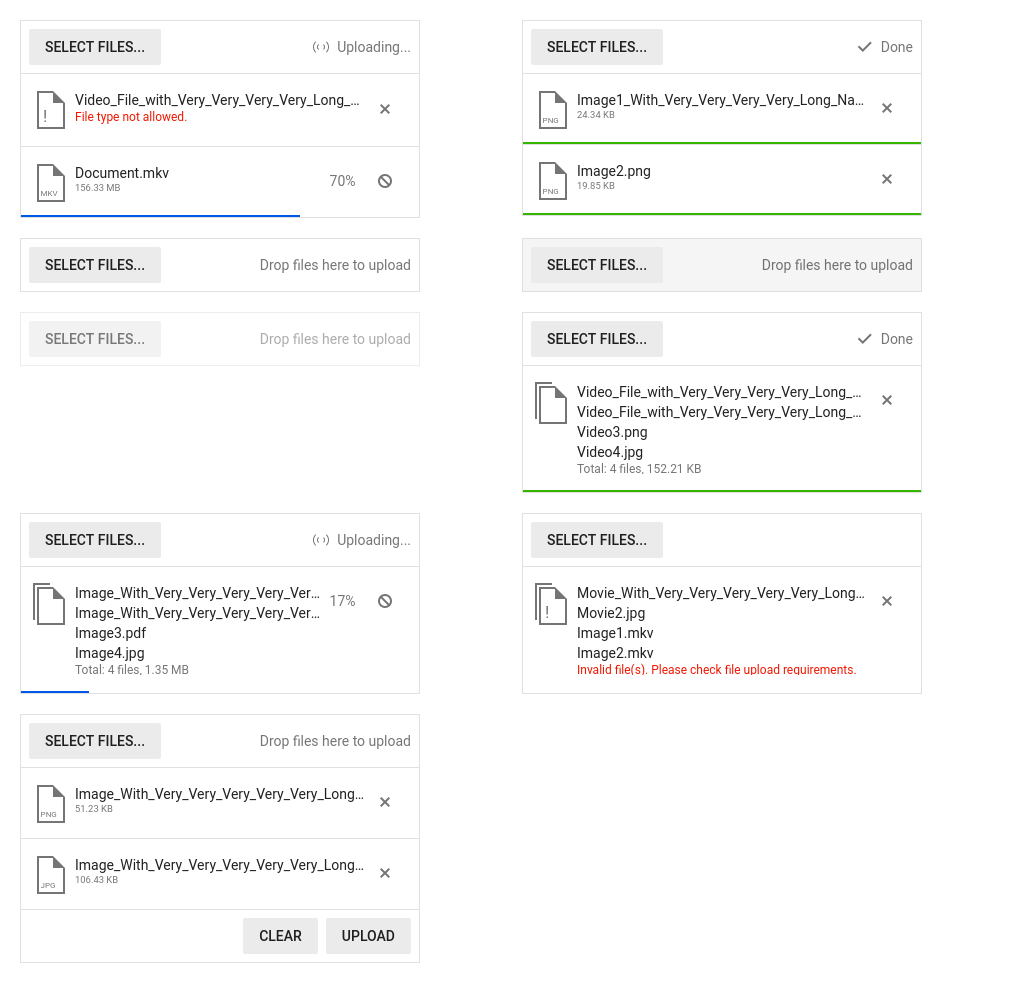 SELECT FILES...
Uploading...
Video_File_with_Very_Very_Very_Very_Long_...
File type not allowed.
!
Document.mkv
156.33 MB
MKV
70%
SELECT FILES...
Done
Image1_With_Very_Very_Very_Very_Long_Na...
24.34 KB
PNG
Image2.png
19.85 KB
PNG
SELECT FILES...
Drop files here to upload
SELECT FILES...
Drop files here to upload
SELECT FILES...
Drop files here to upload
SELECT FILES...
Done
Video_File_with_Very_Very_Very_Very_Long_...
Video_File_with_Very_Very_Very_Very_Long_...
Video3.png
Video4.jpg
Total: 4 files, 152.21 KB
SELECT FILES...
Uploading...
Image_With_Very_Very_Very_Very_Ver...
Image_With_Very_Very_Very_Very_Ver...
Image3.pdf
Image4.jpg
Total: 4 files, 1.35 MB
17%
SELECT FILES...
Movie_With_Very_Very_Very_Very_Very_Long...
!
Movie2.jpg
Image1.mkv
Image2.mkv
Invalid file(s). Please check file upload requirements.
SELECT FILES...
Drop files here to upload
Image_With_Very_Very_Very_Very_Very_Long...
51.23 KB
PNG
Image_With_Very_Very_Very_Very_Very_Long...
106.43 KB
JPG
CLEAR
UPLOAD